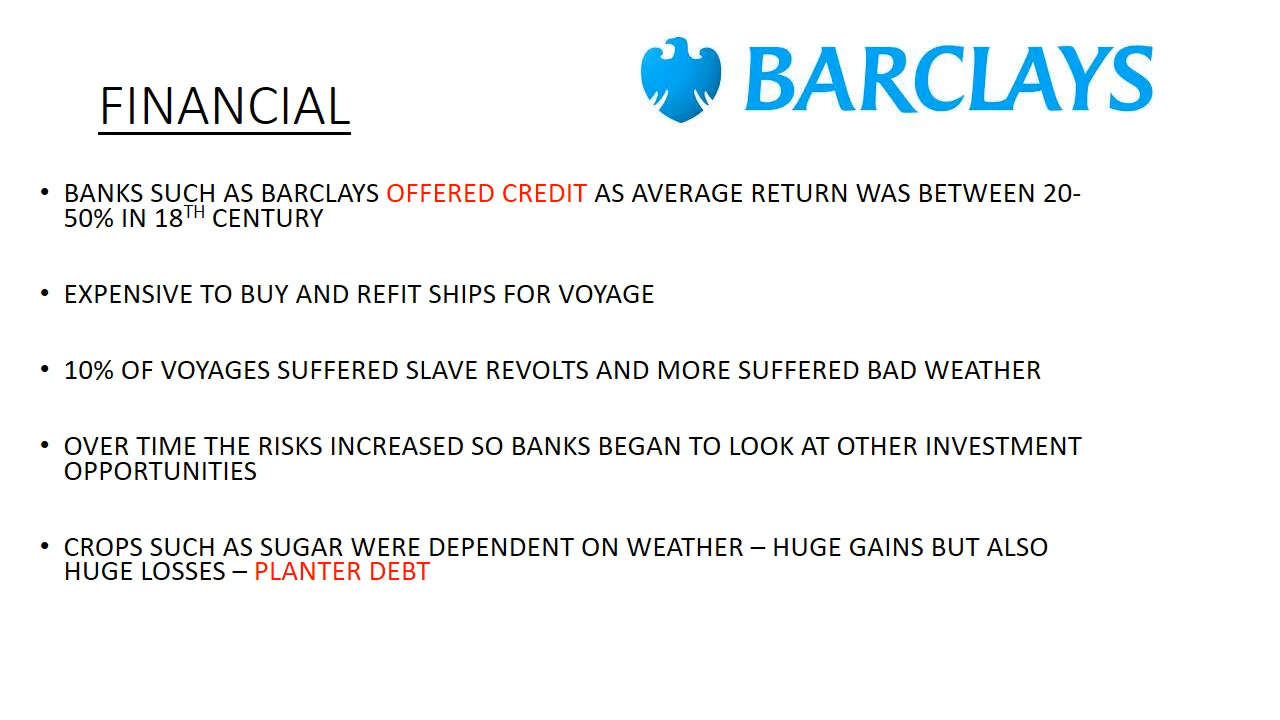 BARCLAYS
FINANCIAL
• BANKS SUCH AS BARCLAYS OFFERED CREDIT AS AVERAGE RETURN WAS BETWEEN 20-
50% IN 18TH CENTURY
• EXPENSIVE TO BUY AND REFIT SHIPS FOR VOYAGE
• 10% OF VOYAGES SUFFERED SLAVE REVOLTS AND MORE SUFFERED BAD WEATHER
• OVER TIME THE RISKS INCREASED SO BANKS BEGAN TO LOOK AT OTHER INVESTMENT
OPPORTUNITIES
• CROPS SUCH AS SUGAR WERE DEPENDENT ON WEATHER – HUGE GAINS BUT ALSO
HUGE LOSSES – PLANTER DEBT